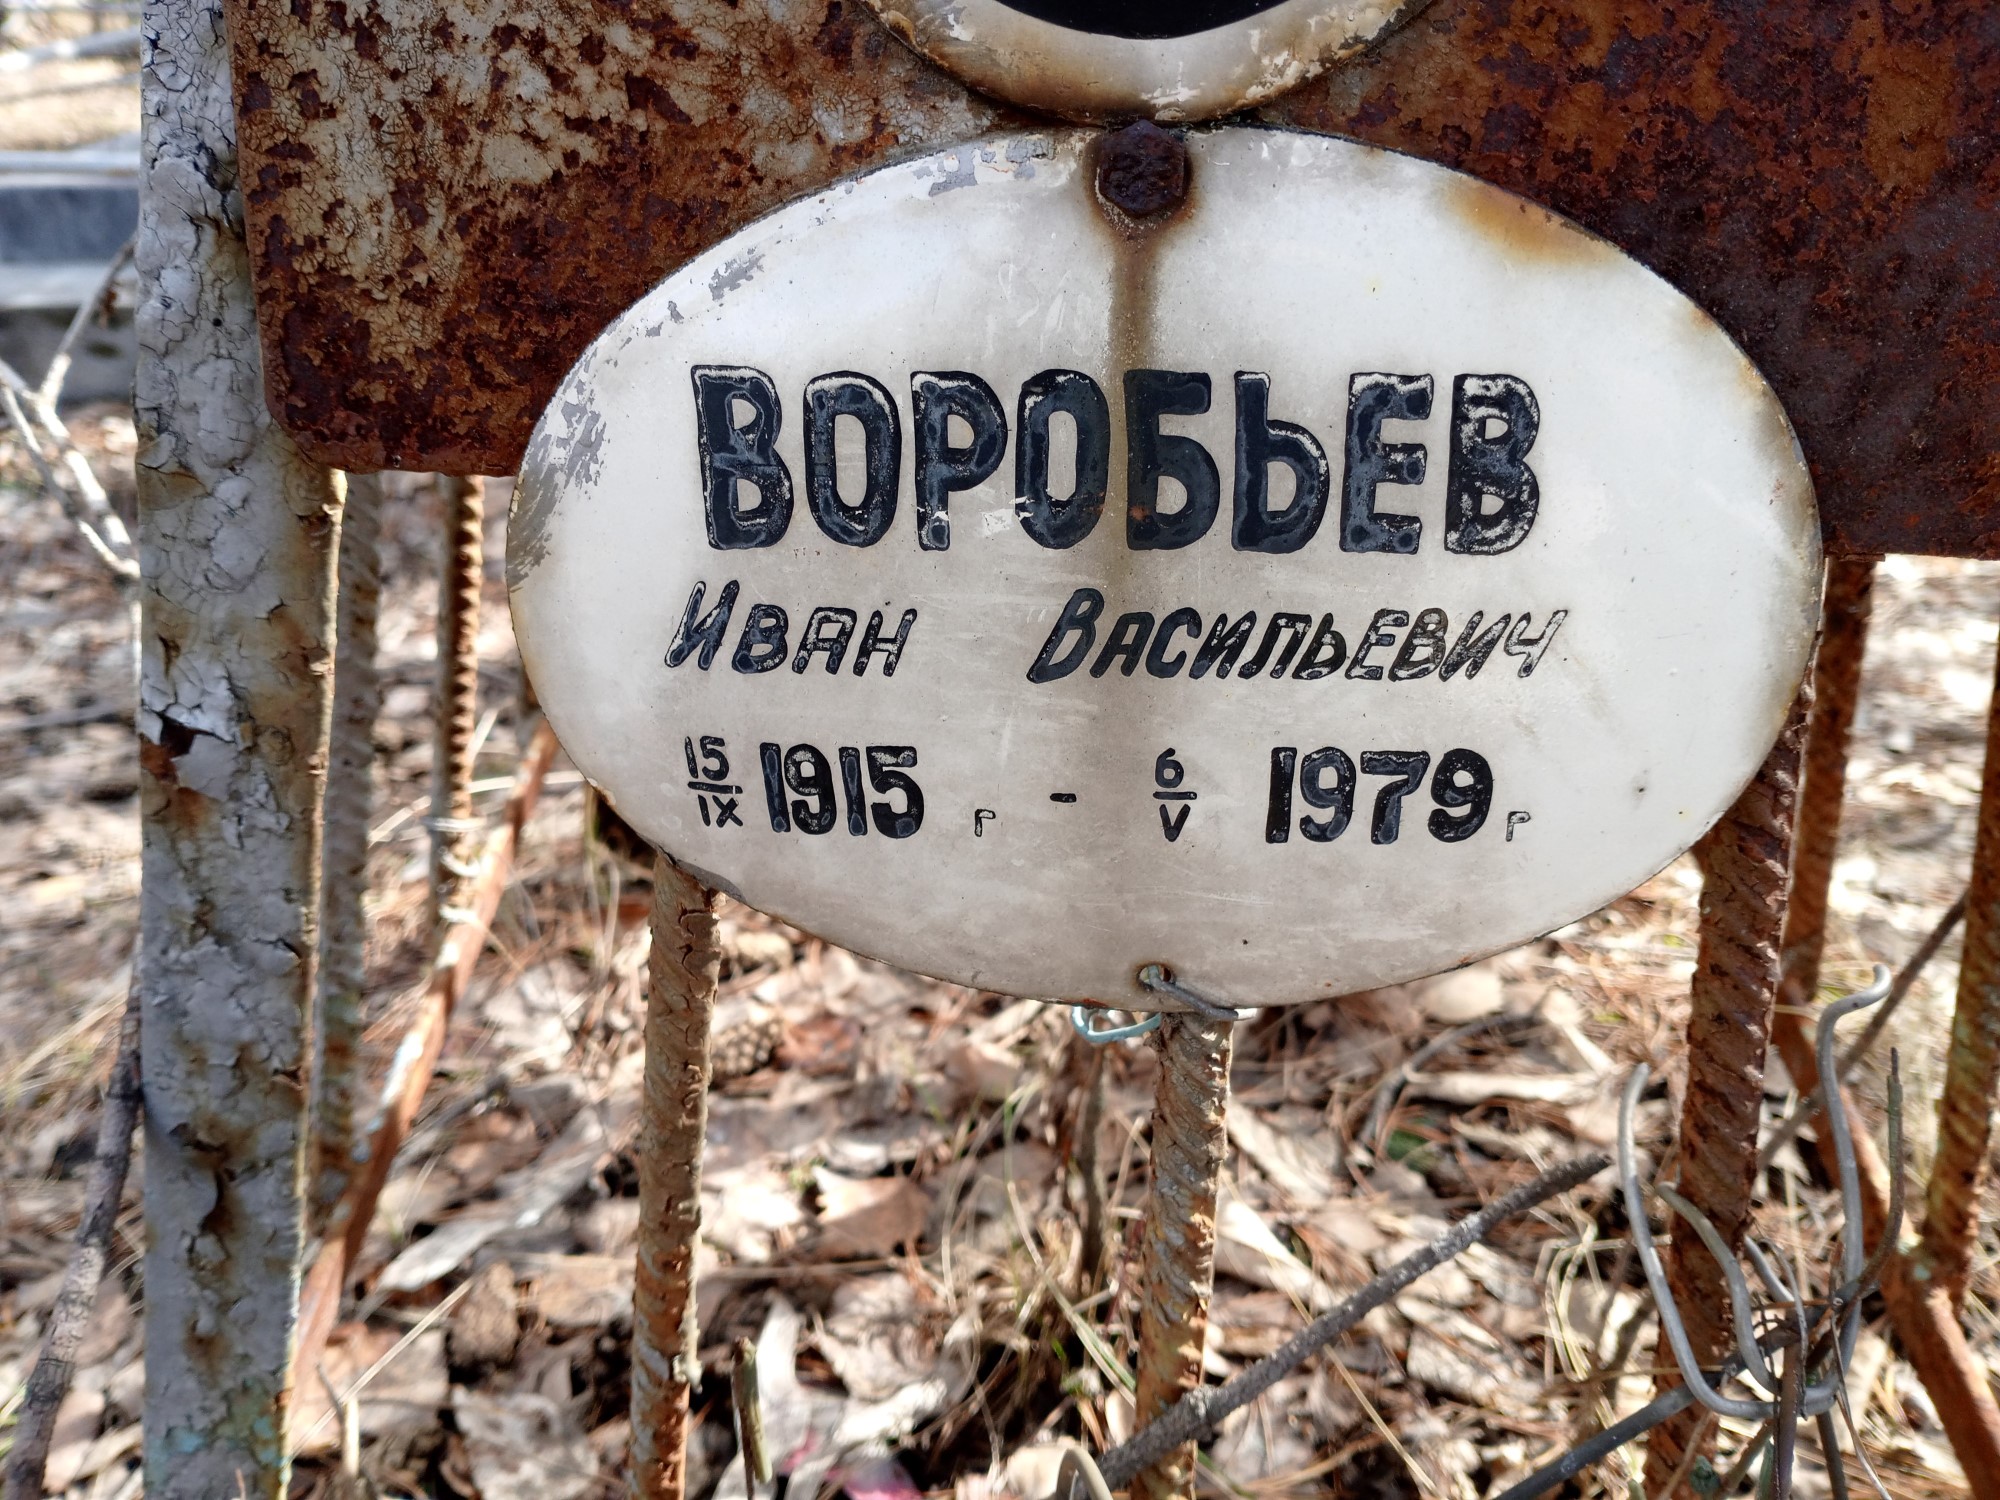 ВОРОБЬЕВ
Иван Васильевич
15/IX 1915 г - 6/V 1979 г